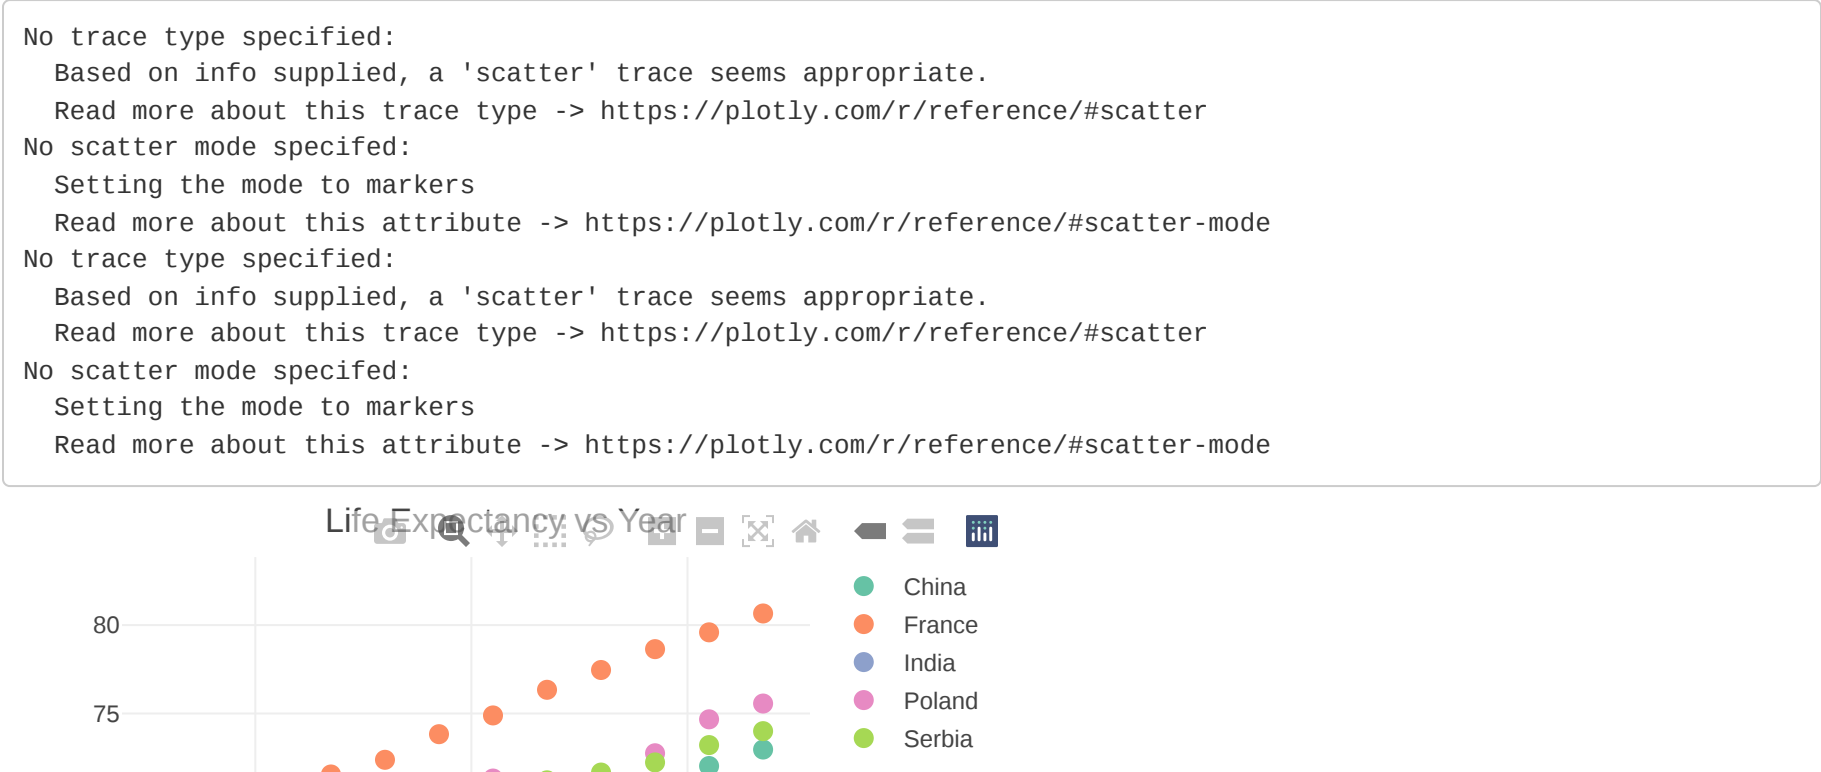 No trace type specified:
  Based on info supplied, a 'scatter' trace seems appropriate.
  Read more about this trace type -> https://plotly.com/r/reference/#scatter
No scatter mode specifed:
  Setting the mode to markers
  Read more about this attribute -> https://plotly.com/r/reference/#scatter-mode
No trace type specified:
  Based on info supplied, a 'scatter' trace seems appropriate.
  Read more about this trace type -> https://plotly.com/r/reference/#scatter
No scatter mode specifed:
  Setting the mode to markers
  Read more about this attribute -> https://plotly.com/r/reference/#scatter-mode
Life Expectancy vs Year
80
75
China
France
India
Poland
Serbia